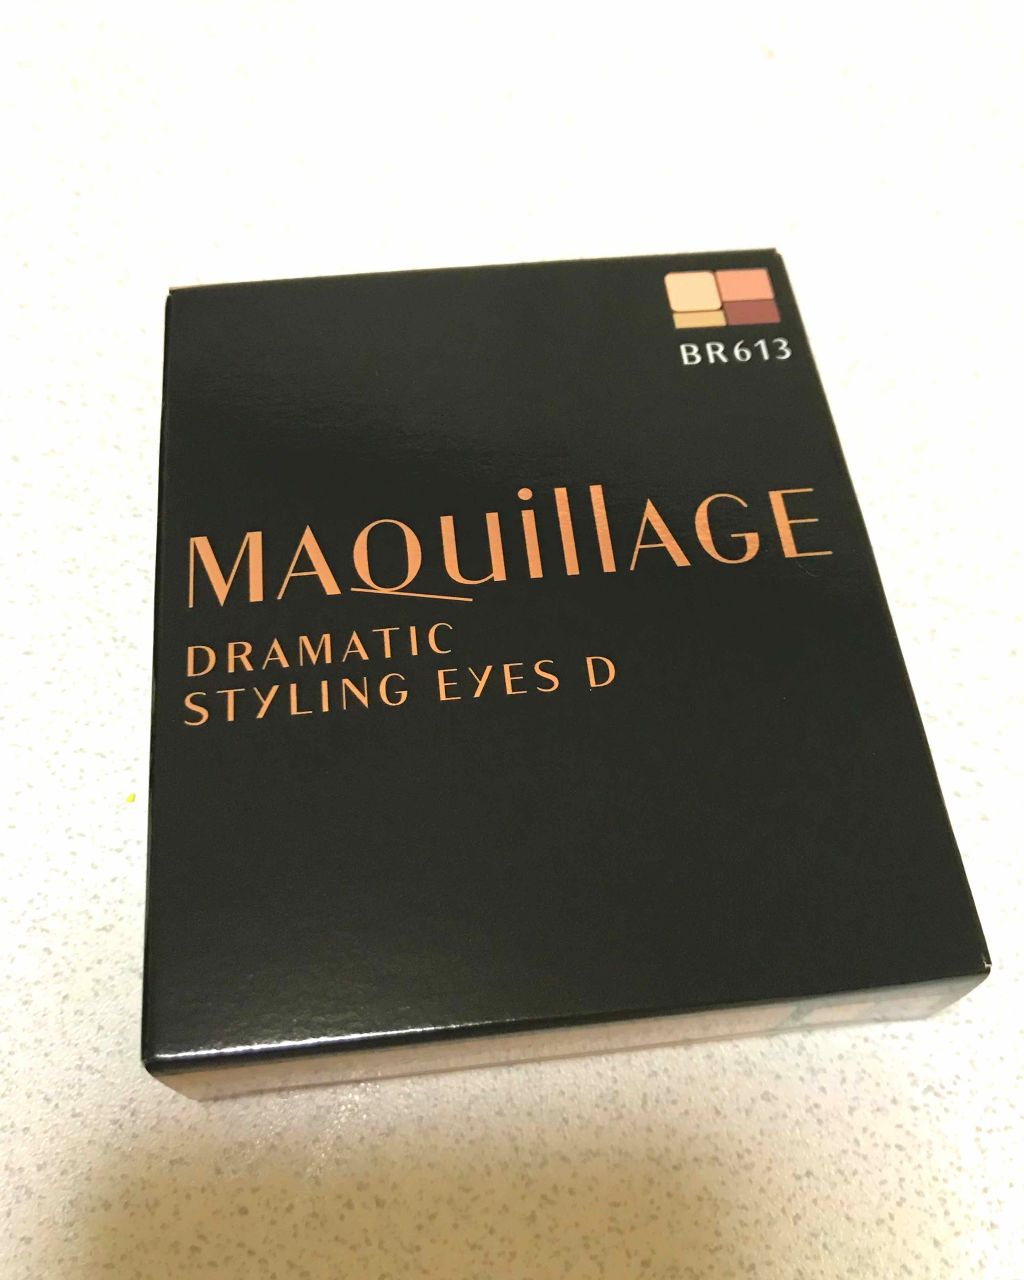 BR613
MAQuillAGE
DRAMATIC
STYLING EYES D